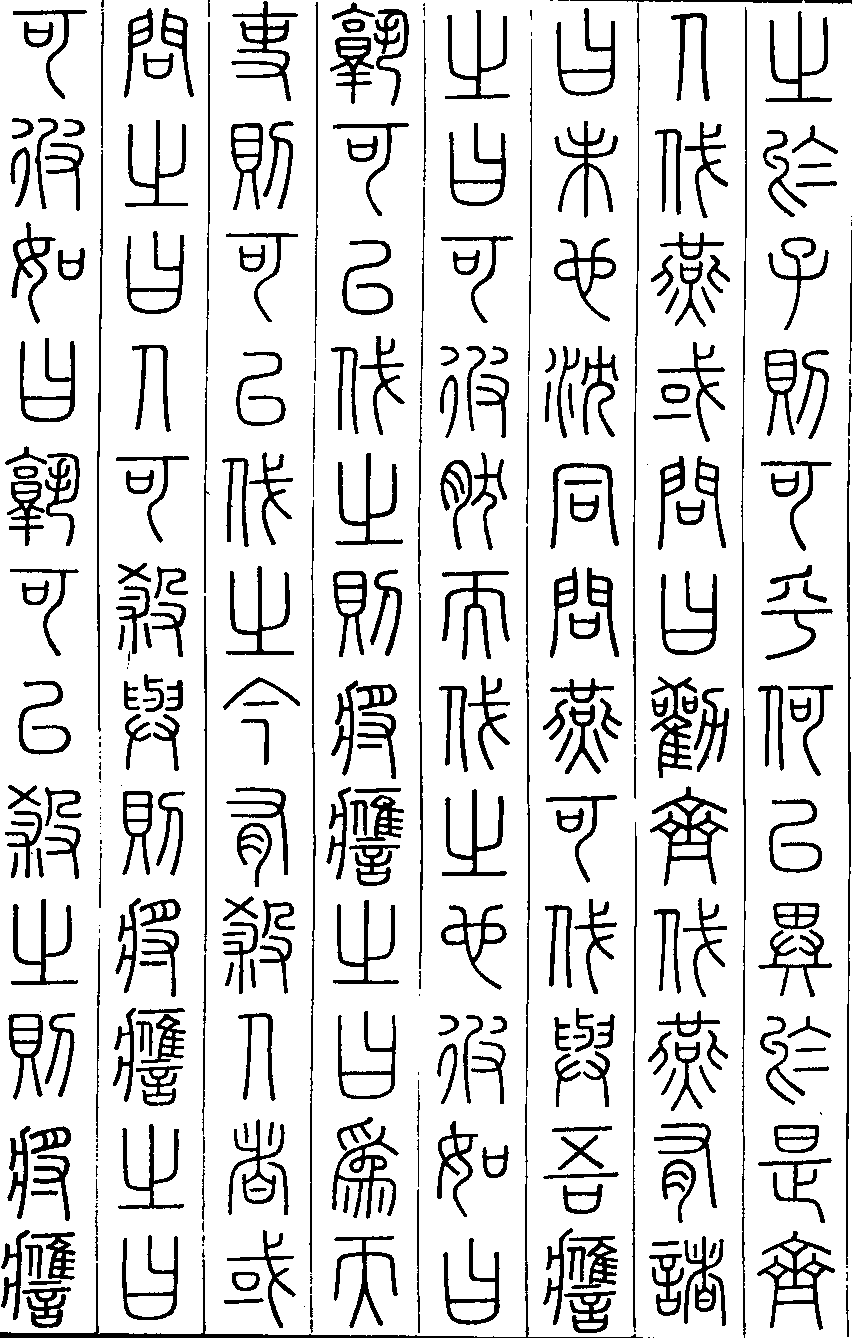 之於子則可乎何以異於是齊
人伐燕或問曰勸齊伐燕有諸
曰未也沈同問燕可伐與吾應
之曰可彼然而伐之也彼如曰
孰可以伐之則將應之曰為天
吏則可以伐之今有殺人者或
問之曰人可殺與則將應之曰
可彼如曰孰可以殺之則將應